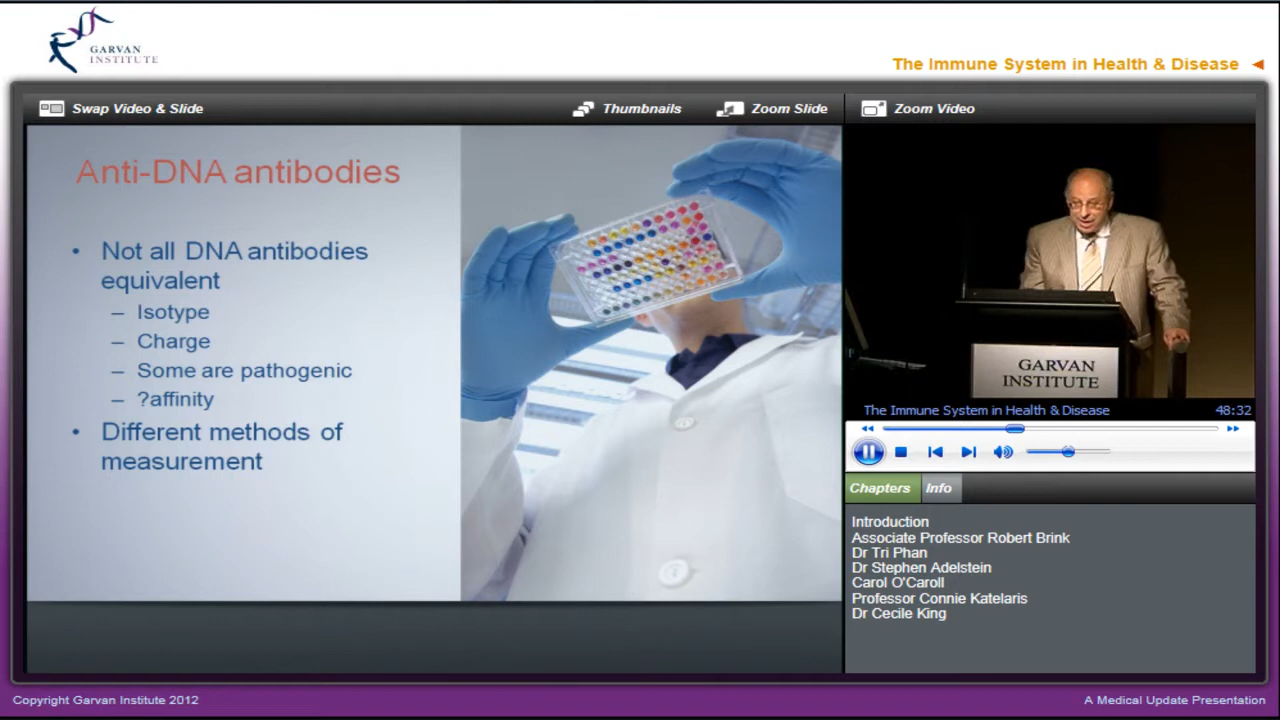 GARVAN
INSTITUTE
The Immune System in Health & Disease
Swap Video & Slide
Thumbnails
Zoom Slide
Zoom Video
Anti-DNA antibodies
• Not all DNA antibodies
equivalent
– Isotype
– Charge
– Some are pathogenic
– ?affinity
• Different methods of
measurement
GARVAN
INSTITUTE
The Immune System in Health & Disease 48:32
Chapters
Info
Introduction
Associate Professor Robert Brink
Dr Tri Phan
Dr Stephen Adelstein
Carol O'Caroll
Professor Connie Katelaris
Dr Cecile King
Copyright Garvan Institute 2012
A Medical Update Presentation